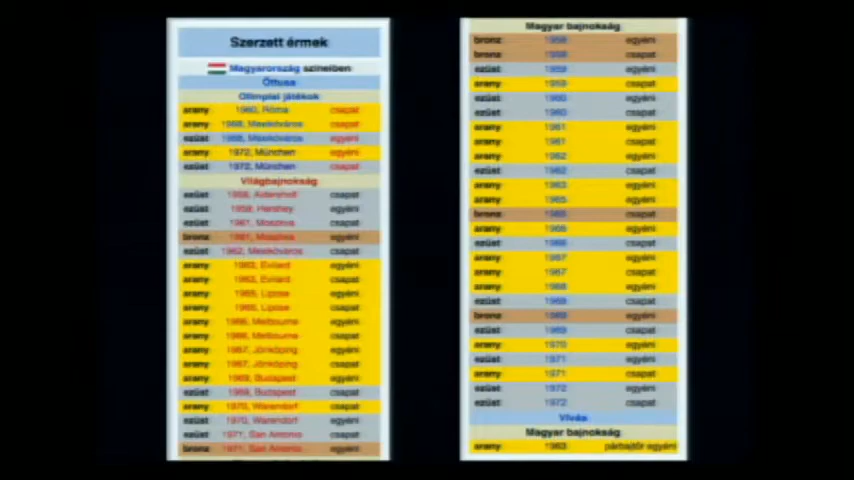 Szerzett érmek
Magyarország színeiben
Öttusa
Olimpiai játékok
arany 1960, Róma csapat
arany 1968, Mexikóváros csapat
ezüst 1968, Mexikóváros egyéni
arany 1972, München egyéni
ezüst 1972, München csapat
Világbajnokság
ezüst csapat
ezüst 1959, Hershey egyéni
ezüst 1961, Moszkva csapat
bronz 1961, Moszkva egyéni
ezüst 1962, Mexikóváros csapat
arany egyéni
arany csapat
arany 1965, Lipcse egyéni
arany 1965, Lipcse csapat
arany 1966, Melbourne egyéni
arany 1966, Melbourne csapat
arany 1967, Jönköping egyéni
arany 1967, Jönköping csapat
arany 1969, Budapest egyéni
ezüst 1969, Budapest csapat
arany 1970, Warendorf csapat
ezüst 1970, Warendorf egyéni
ezüst 1971, San Antonio csapat
bronz 1971, San Antonio egyéni
Magyar bajnokság
bronz 1958 egyéni
bronz csapat
ezüst 1959 egyéni
arany 1959 csapat
ezüst 1960 egyéni
ezüst 1960 csapat
arany 1961 egyéni
arany 1961 csapat
arany 1962 egyéni
ezüst 1962 csapat
arany 1963 egyéni
arany 1965 egyéni
bronz 1965 csapat
arany 1966 egyéni
ezüst 1966 csapat
arany 1967 egyéni
arany 1967 csapat
arany 1968 egyéni
ezüst csapat
bronz 1969 egyéni
ezüst 1969 csapat
arany 1970 egyéni
ezüst 1971 egyéni
arany 1971 csapat
ezüst 1972 egyéni
ezüst 1972 csapat
Vívás
Magyar bajnokság
arany 1963 párbajtőr egyéni